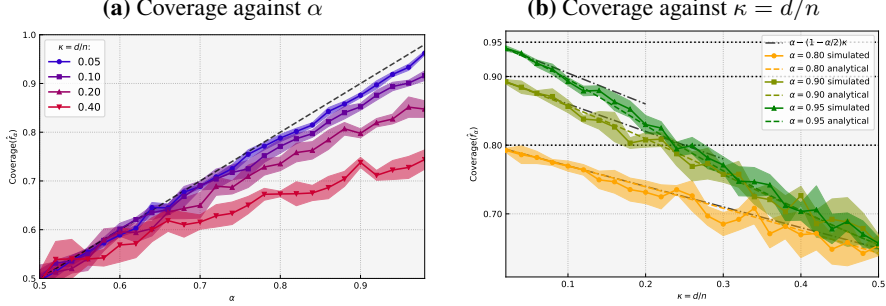 (a) Coverage against α
κ = d/n:
0.05
0.10
0.20
0.40
1.0
0.9
0.8
0.7
0.6
0.5
Coverage(f̂α)
0.5 0.6 0.7 0.8 0.9
α
(b) Coverage against κ = d/n
α − (1 − α/2)κ
α = 0.80 simulated
α = 0.80 analytical
α = 0.90 simulated
α = 0.90 analytical
α = 0.95 simulated
α = 0.95 analytical
0.95
0.90
0.80
0.70
Coverage(f̂α)
0.1 0.2 0.3 0.4 0.5
κ = d/n